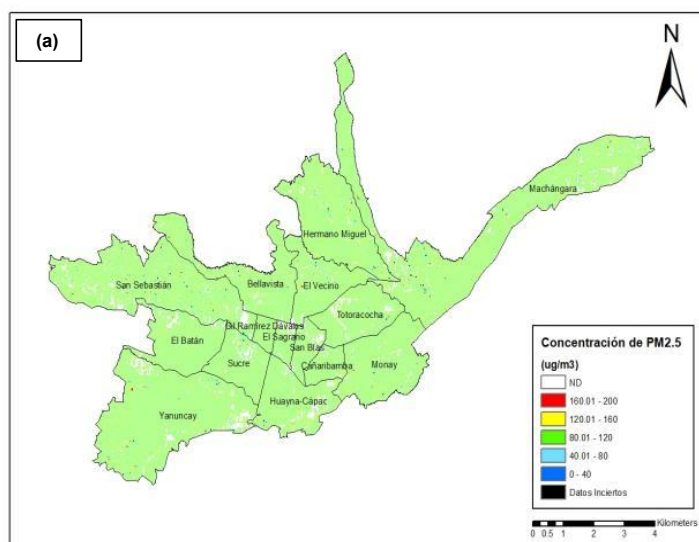 (a)
N
Machángara
Hermano Miguel
San Sebastián
Bellavista
El Vecino
Totoracocha
Gil Ramírez Dávalos
El Sagrario
El Batán
San Blas
Sucre
Cañaribamba
Monay
Yanuncay
Huayna-Cápac
Concentración de PM2.5
(ug/m3)
ND
160.01 - 200
120.01 - 160
80.01 - 120
40.01 - 80
0 - 40
Datos Inciertos
Kilometers
0 0.5 1 2 3 4